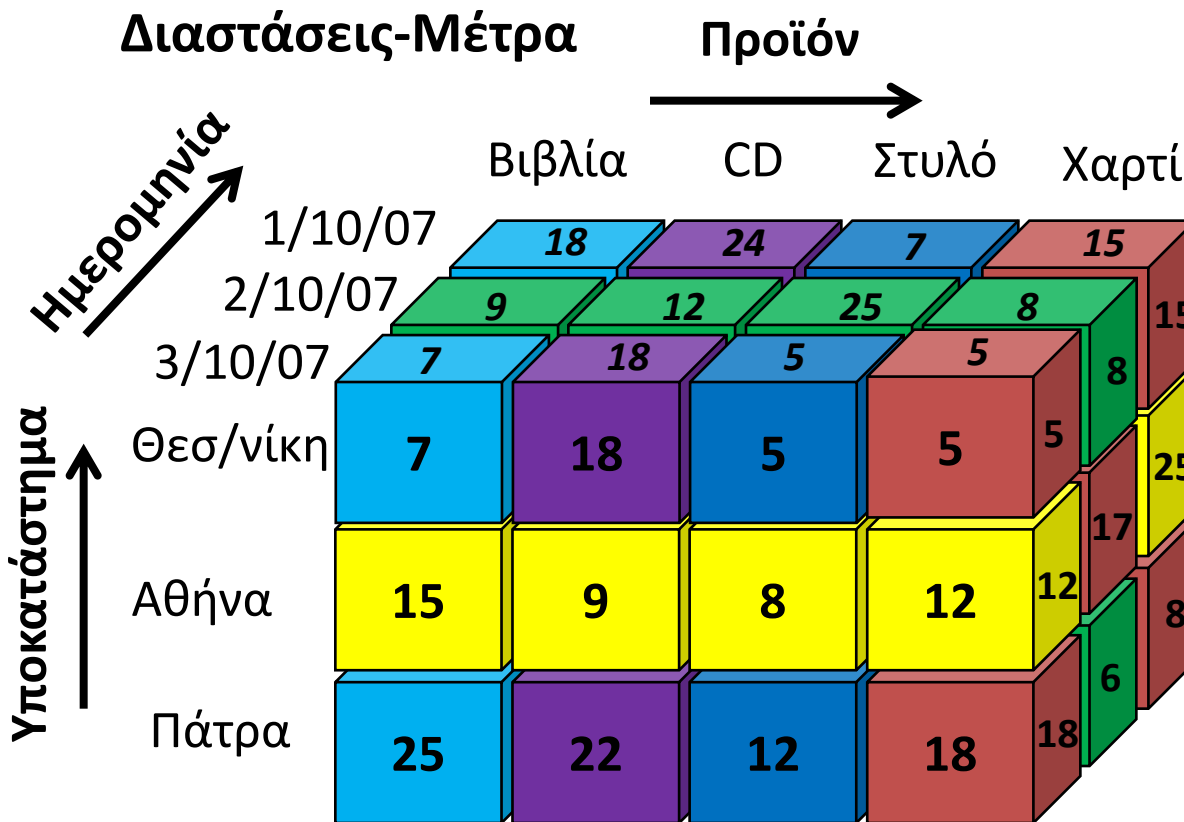 Διαστάσεις-Μέτρα
Προϊόν
Ημερομηνία
Βιβλία CD Στυλό Χαρτί
1/10/07 18 24 7 15
2/10/07 9 12 25 8 15
3/10/07 7 18 5 5 8
Θεσ/νίκη 7 18 5 5 5 25
17
Υποκατάστημα
Αθήνα 15 9 8 12 12 8
6
Πάτρα 25 22 12 18 18